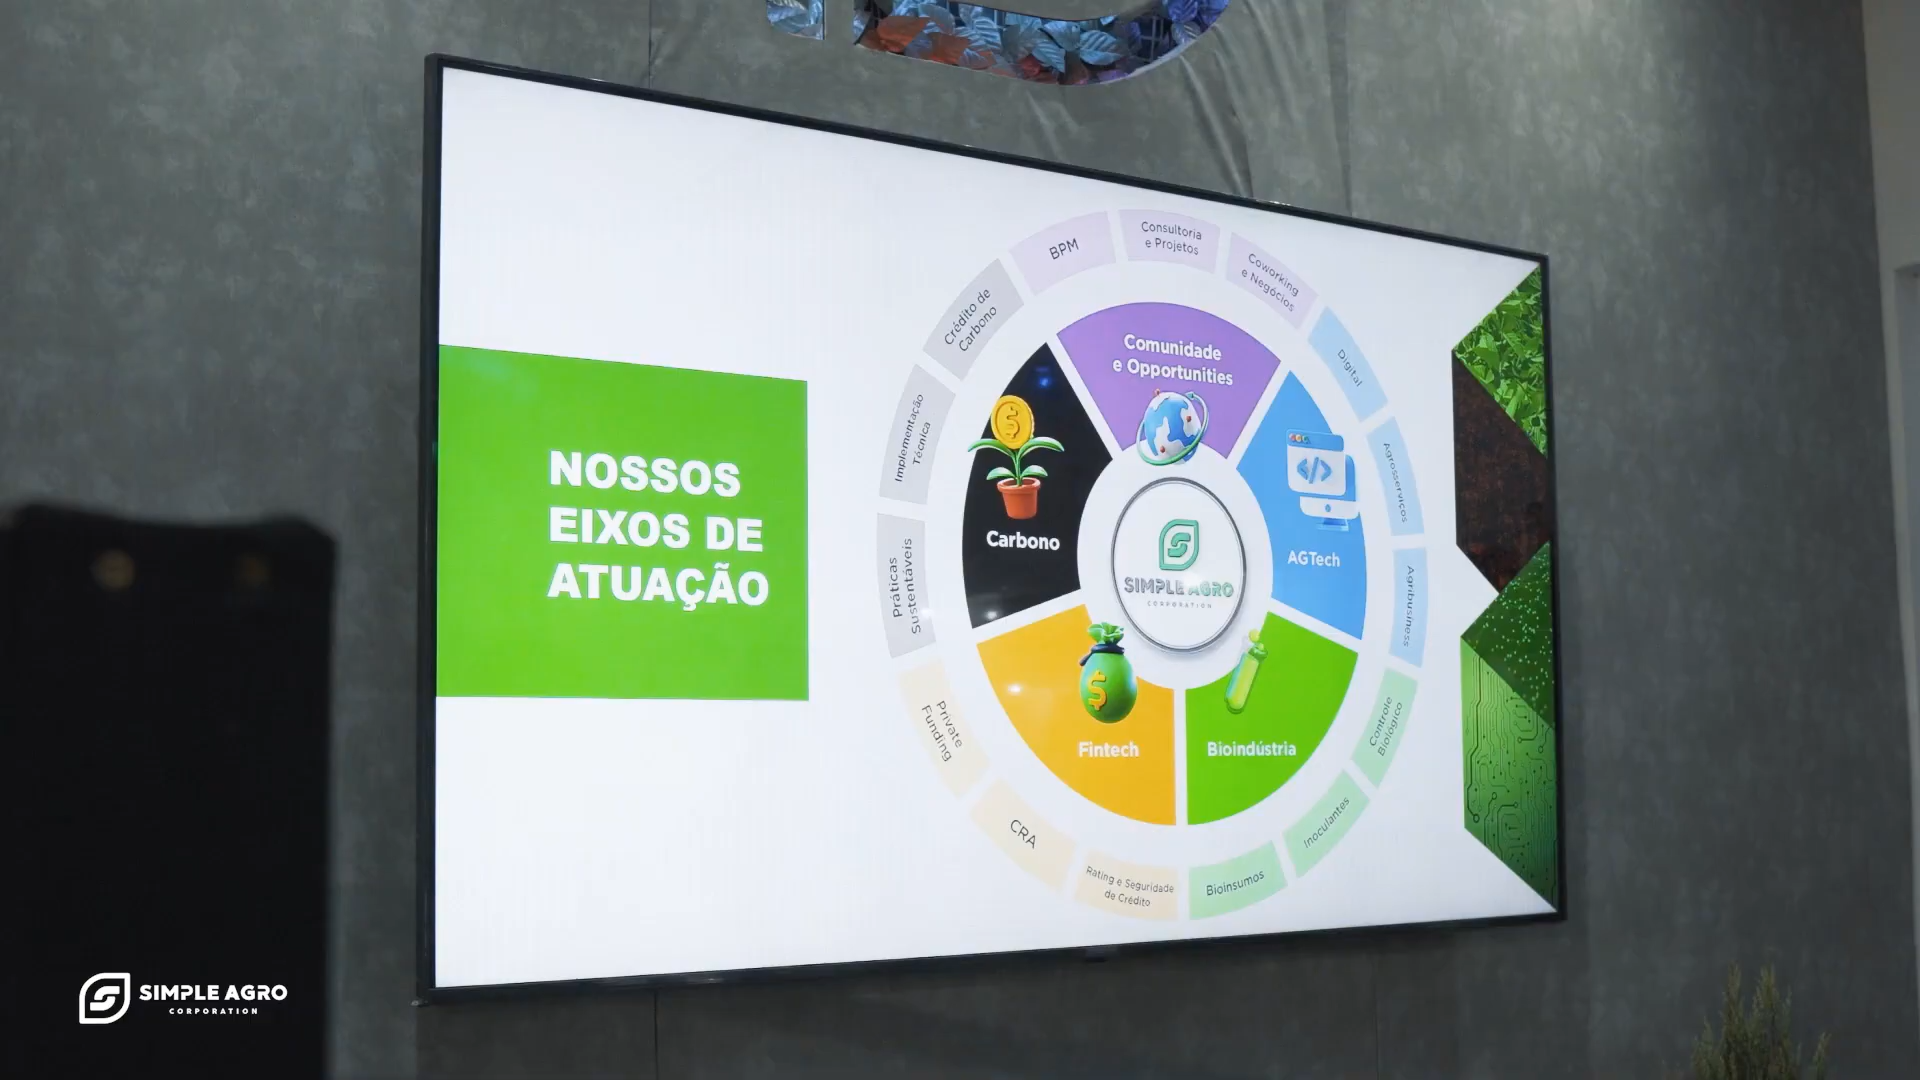 NOSSOS
EIXOS DE
ATUAÇÃO
BPM
Consultoria
e Projetos
Coworking
e Negócios
Digital
Agrosserviços
Agribusiness
Controle
Biológico
Inoculantes
Bioinsumos
Rating e Seguridade
de Crédito
CRA
Private
Funding
Práticas
Sustentáveis
Implementação
Técnica
Crédito de
Carbono
Comunidade
e Opportunities
AGTech
Bioindústria
Fintech
Carbono
$
$
</>
SIMPLE AGRO
CORPORATION
SIMPLE AGRO
CORPORATION